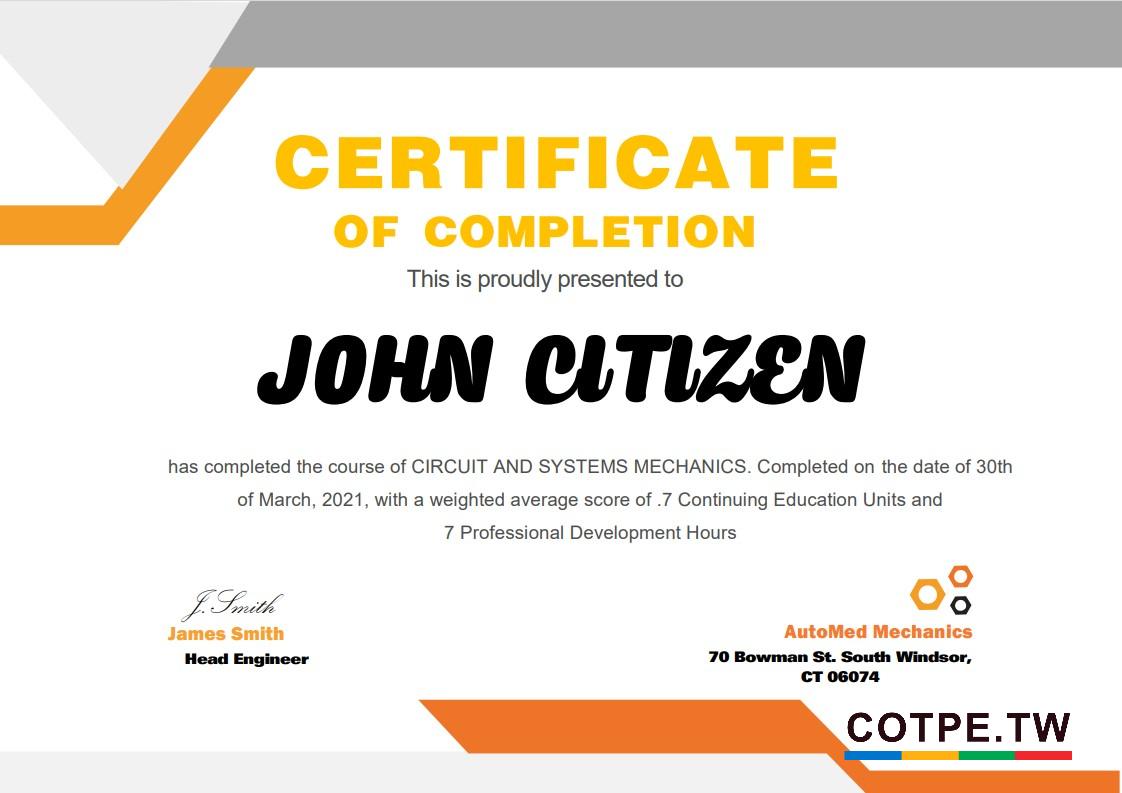 CERTIFICATE
OF COMPLETION
This is proudly presented to
JOHN CITIZEN
has completed the course of CIRCUIT AND SYSTEMS MECHANICS. Completed on the date of 30th
of March, 2021, with a weighted average score of .7 Continuing Education Units and
7 Professional Development Hours
J. Smith
James Smith
Head Engineer
AutoMed Mechanics
70 Bowman St. South Windsor,
CT 06074
COTPE.TW